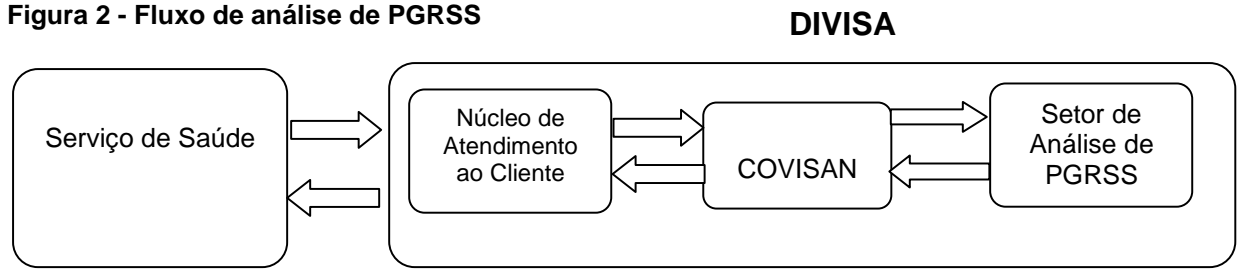 Figura 2 - Fluxo de análise de PGRSS
DIVISA
Serviço de Saúde
Núcleo de
Atendimento
ao Cliente
COVISAN
Setor de
Análise de
PGRSS